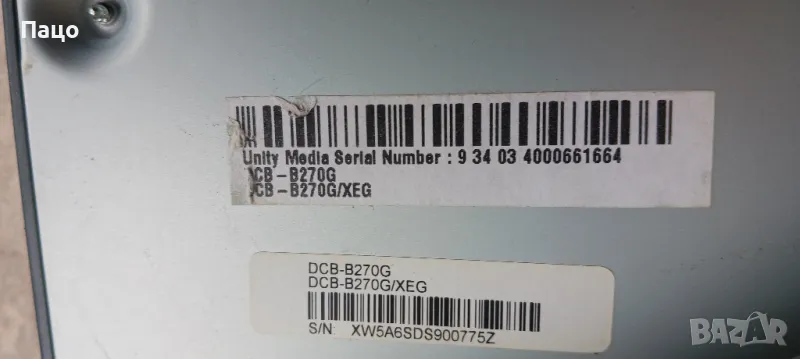 Пацо
Unity Media Serial Number : 9 34 03 4000661664
DCB - B270G
DCB - B270G/XEG
DCB-B270G
DCB-B270G/XEG
S/N: XW5A6SDS900775Z
BAZAR